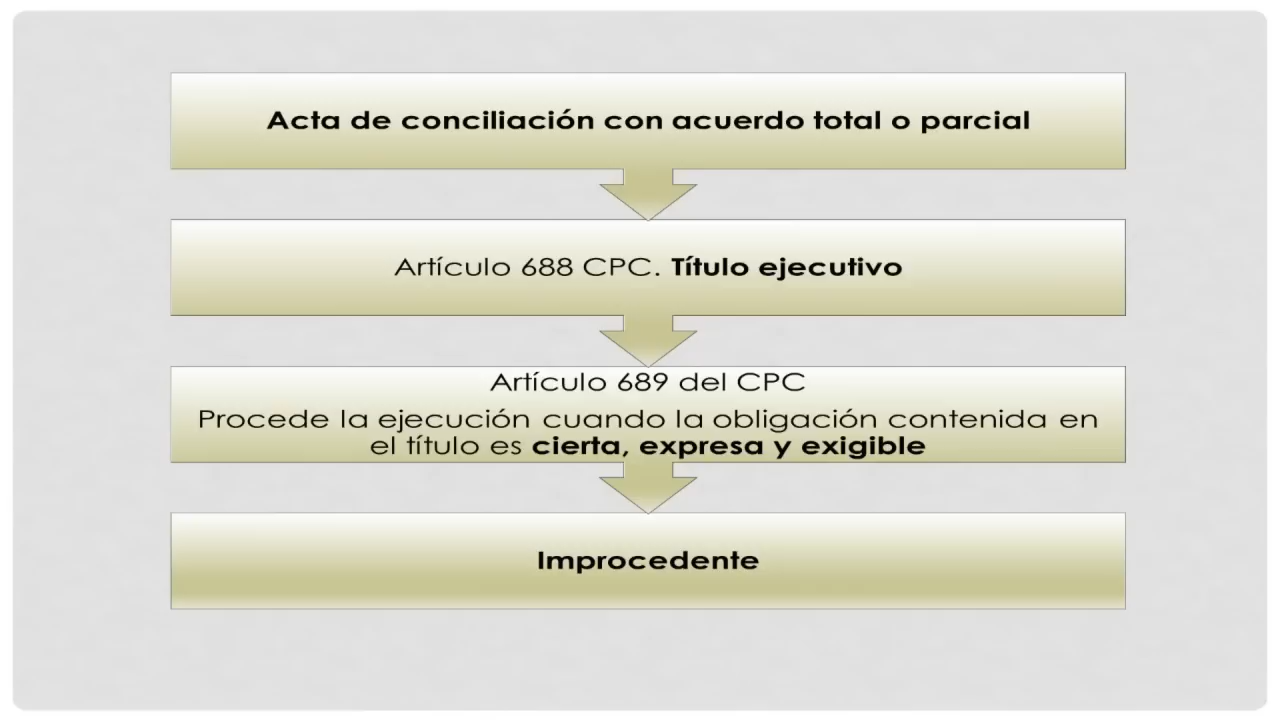 Acta de conciliación con acuerdo total o parcial
Artículo 688 CPC. Título ejecutivo
Artículo 689 del CPC
Procede la ejecución cuando la obligación contenida en
el título es cierta, expresa y exigible
Improcedente